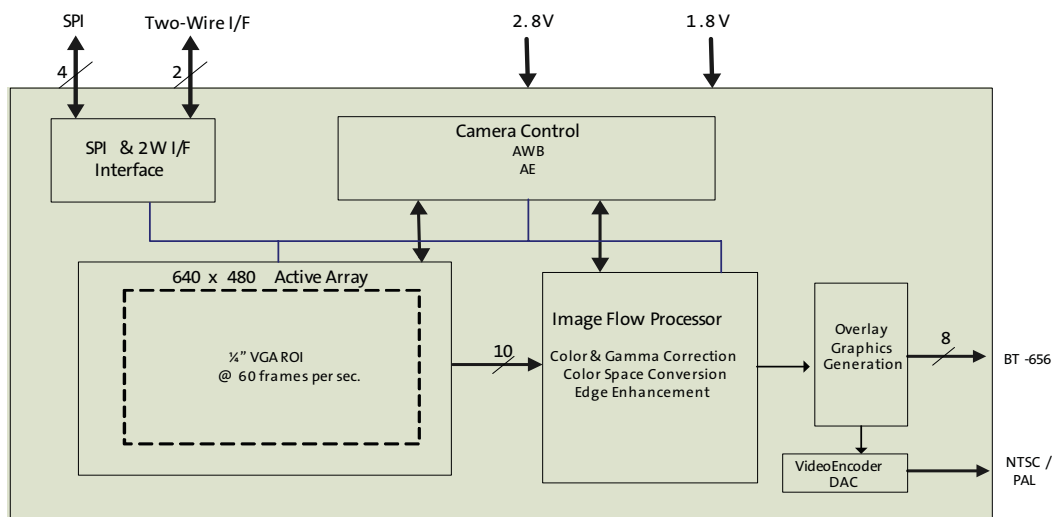 SPI
Two-Wire I/F
2.8V
1.8V
4
2
SPI & 2W I/F
Interface
Camera Control
AWB
AE
640 x 480 Active Array
¼” VGA ROI
@ 60 frames per sec.
10
Image Flow Processor
Color & Gamma Correction
Color Space Conversion
Edge Enhancement
Overlay
Graphics
Generation
8
BT -656
VideoEncoder
DAC
NTSC /
PAL